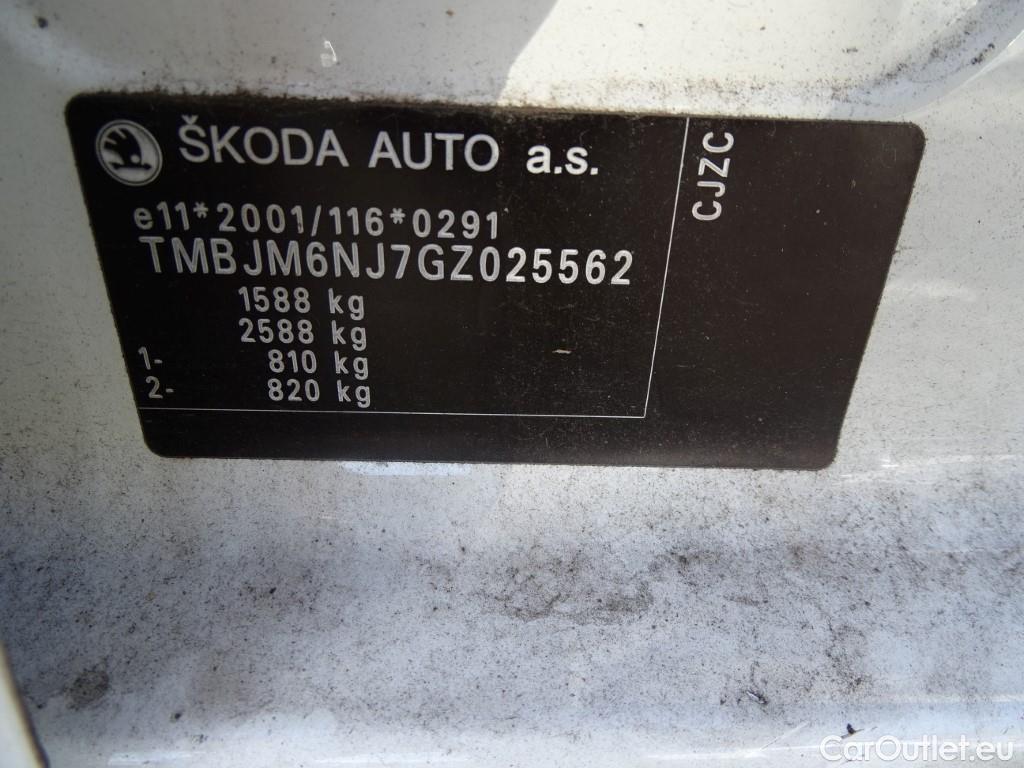 ŠKODA AUTO a.s.
CJZC
e11*2001/116*0291
TMBJM6NJ7GZ025562
1588 kg
2588 kg
1- 810 kg
2- 820 kg
CarOutlet.eu